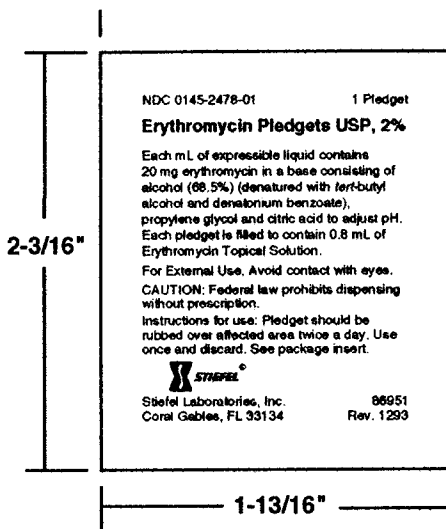 NDC 0145-2478-01 1 Pledget
Erythromycin Pledgets USP, 2%
Each mL of expressible liquid contains
20 mg erythromycin in a base consisting of
alcohol (68.5%) (denatured with tert-butyl
alcohol and denatonium benzoate),
propylene glycol and citric acid to adjust pH.
Each pledget is filled to contain 0.8 mL of
Erythromycin Topical Solution.
For External Use. Avoid contact with eyes.
CAUTION: Federal law prohibits dispensing
without prescription.
Instructions for use: Pledget should be
rubbed over affected area twice a day. Use
once and discard. See package insert.
STIEFEL®
Stiefel Laboratories, Inc. 86951
Coral Gables, FL 33134 Rev. 1293
2-3/16"
1-13/16"